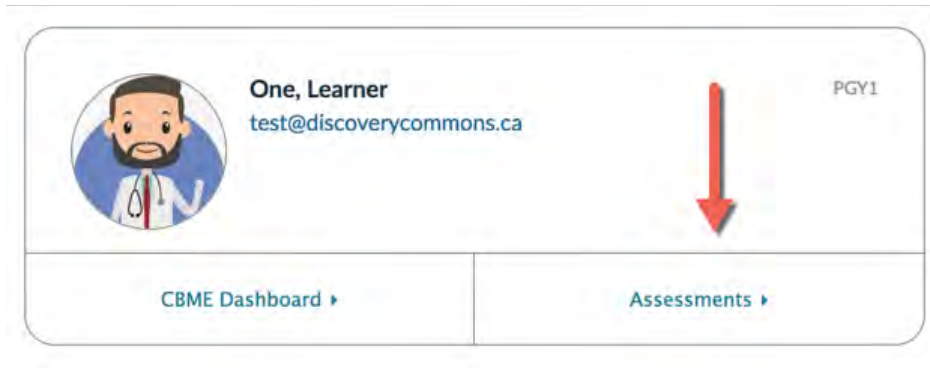 One, Learner
PGY1
test@discoverycommons.ca
CBME Dashboard ▸
Assessments ▸